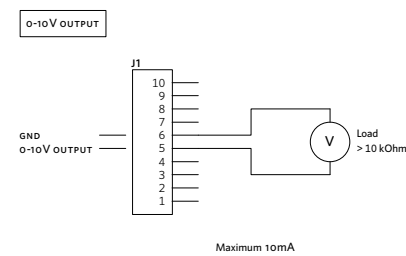 0-10V OUTPUT
J1
10
9
8
7
6
5
4
3
2
1
GND
0-10V OUTPUT
V
Load
> 10 kOhm
Maximum 10mA